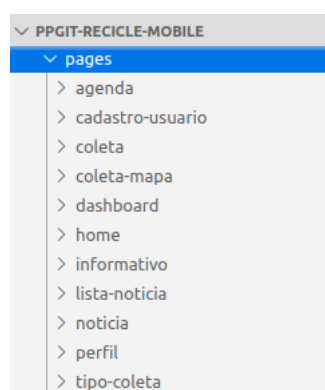 PPGIT-RECICLE-MOBILE
pages
agenda
cadastro-usuario
coleta
coleta-mapa
dashboard
home
informativo
lista-noticia
noticia
perfil
tipo-coleta